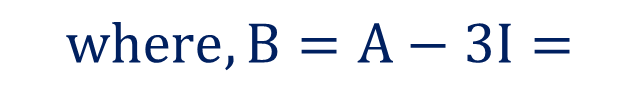 where, B = A − 3I =